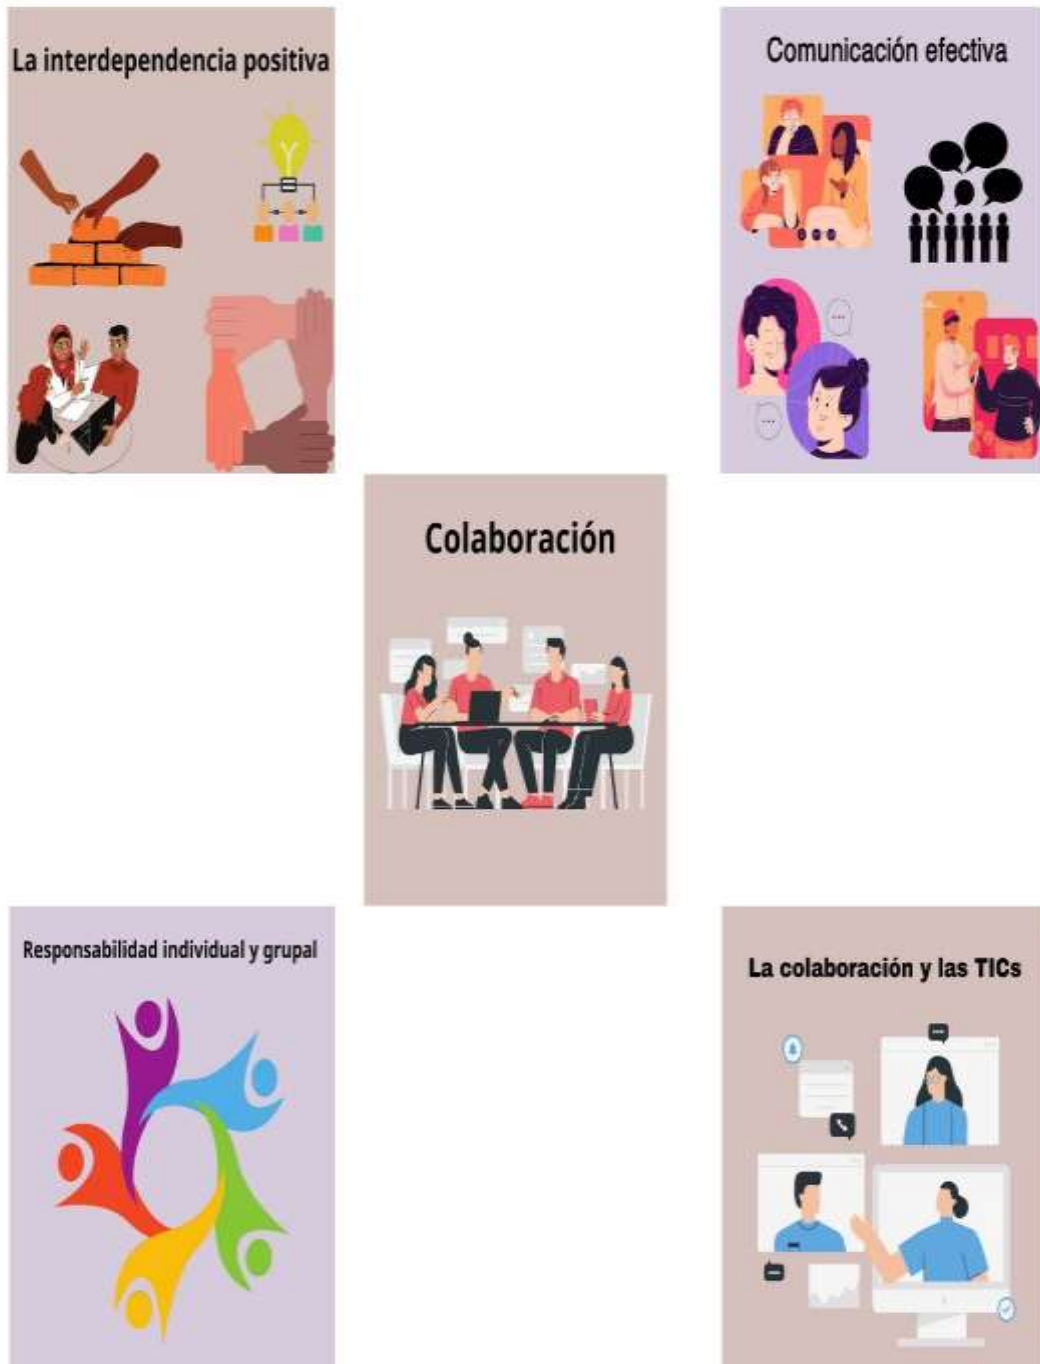 La interdependencia positiva
Comunicación efectiva
Colaboración
Responsabilidad individual y grupal
La colaboración y las TICs